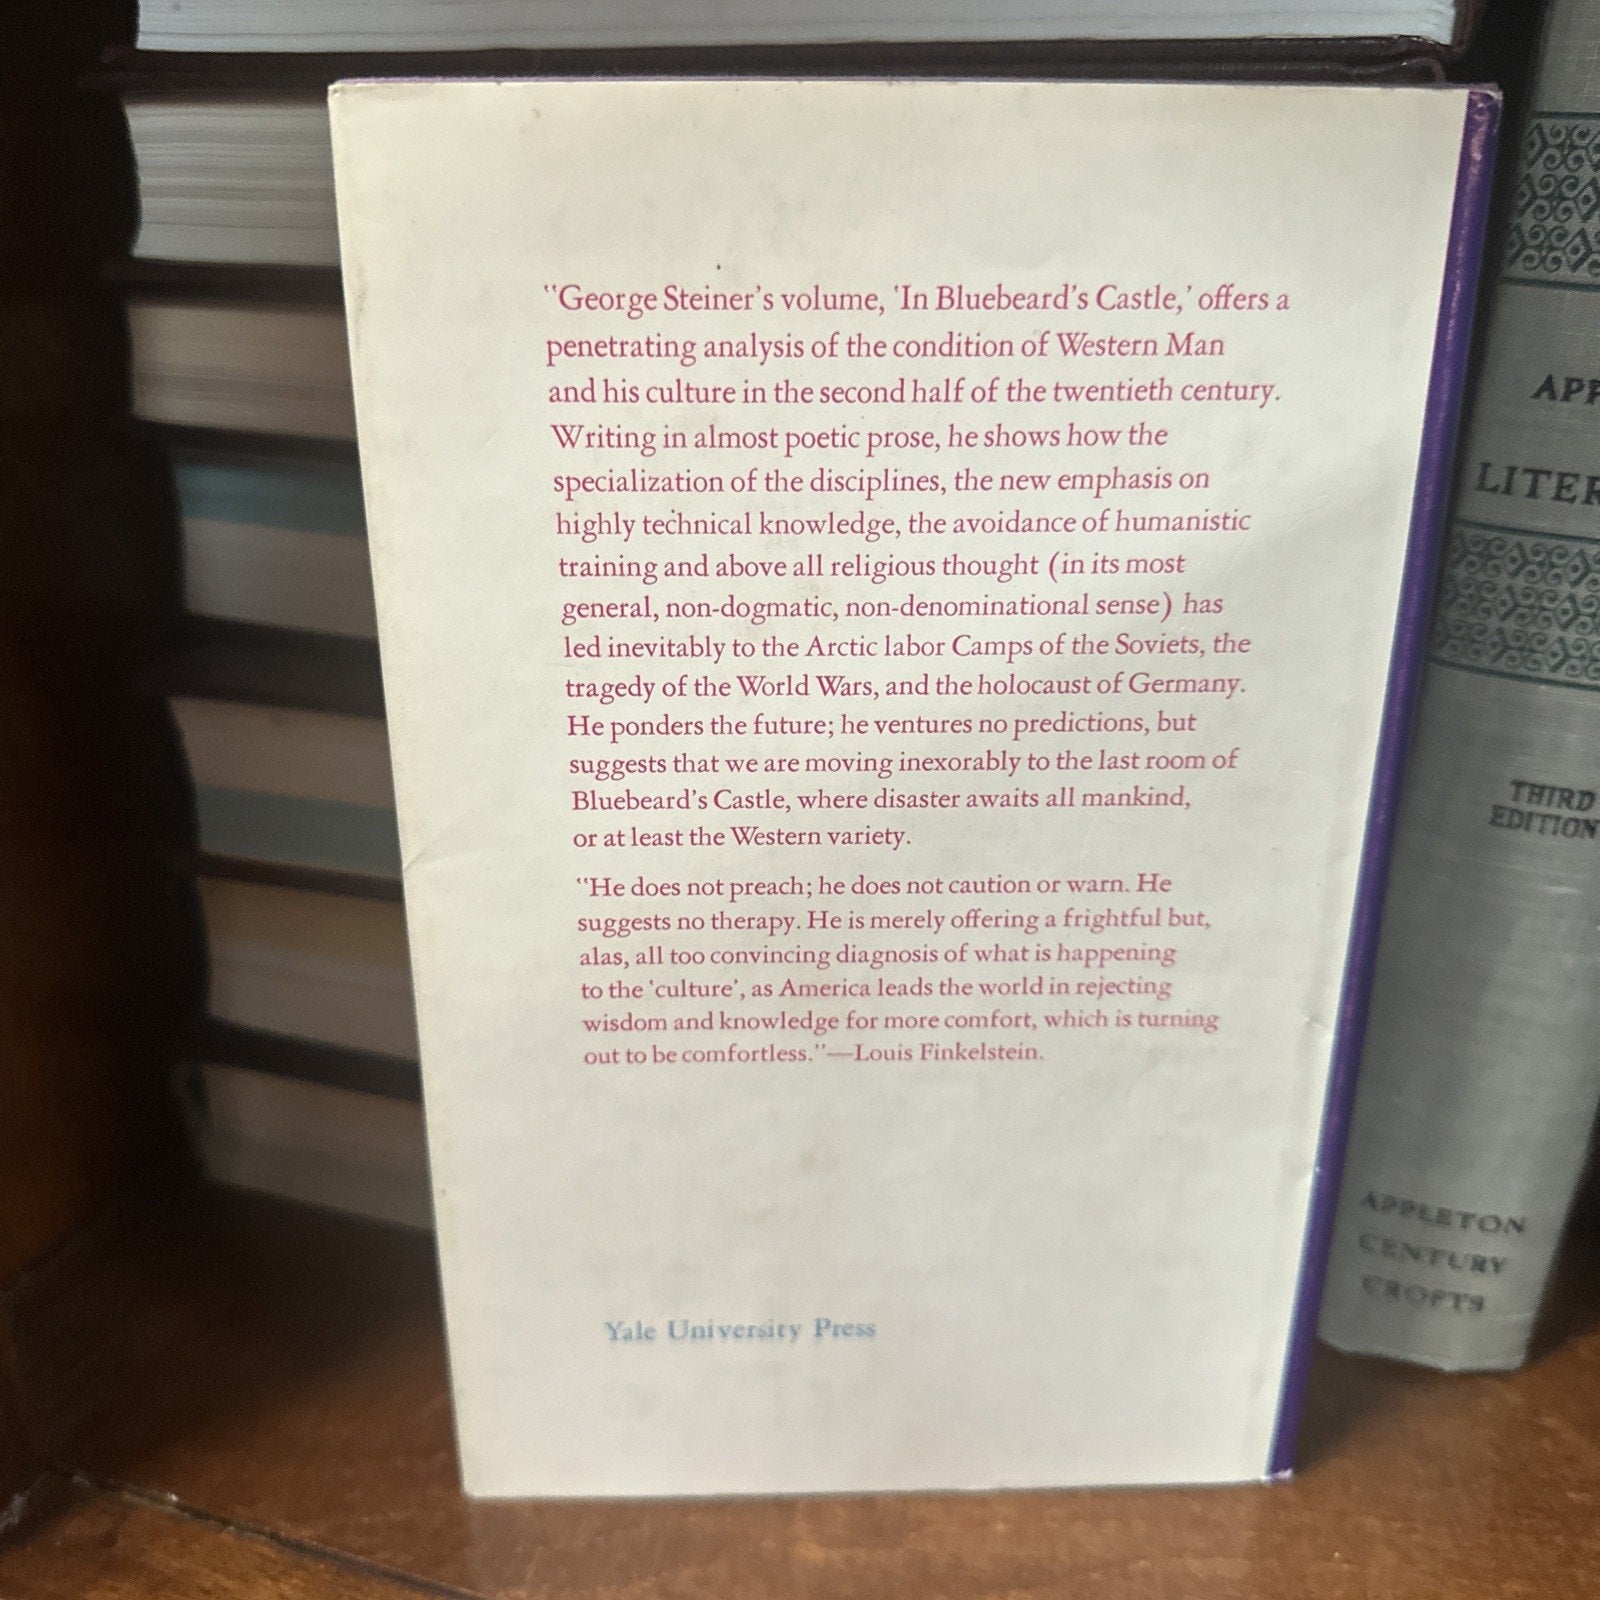 "George Steiner's volume, 'In Bluebeard's Castle,' offers a
penetrating analysis of the condition of Western Man
and his culture in the second half of the twentieth century.
Writing in almost poetic prose, he shows how the
specialization of the disciplines, the new emphasis on
highly technical knowledge, the avoidance of humanistic
training and above all religious thought (in its most
general, non-dogmatic, non-denominational sense) has
led inevitably to the Arctic labor Camps of the Soviets, the
tragedy of the World Wars, and the holocaust of Germany.
He ponders the future; he ventures no predictions, but
suggests that we are moving inexorably to the last room of
Bluebeard's Castle, where disaster awaits all mankind,
or at least the Western variety.
"He does not preach; he does not caution or warn. He
suggests no therapy. He is merely offering a frightful but,
alas, all too convincing diagnosis of what is happening
to the 'culture', as America leads the world in rejecting
wisdom and knowledge for more comfort, which is turning
out to be comfortless."—Louis Finkelstein.
Yale University Press
APP
LITER
THIRD
EDITION
APPLETON
CENTURY
CROFTS